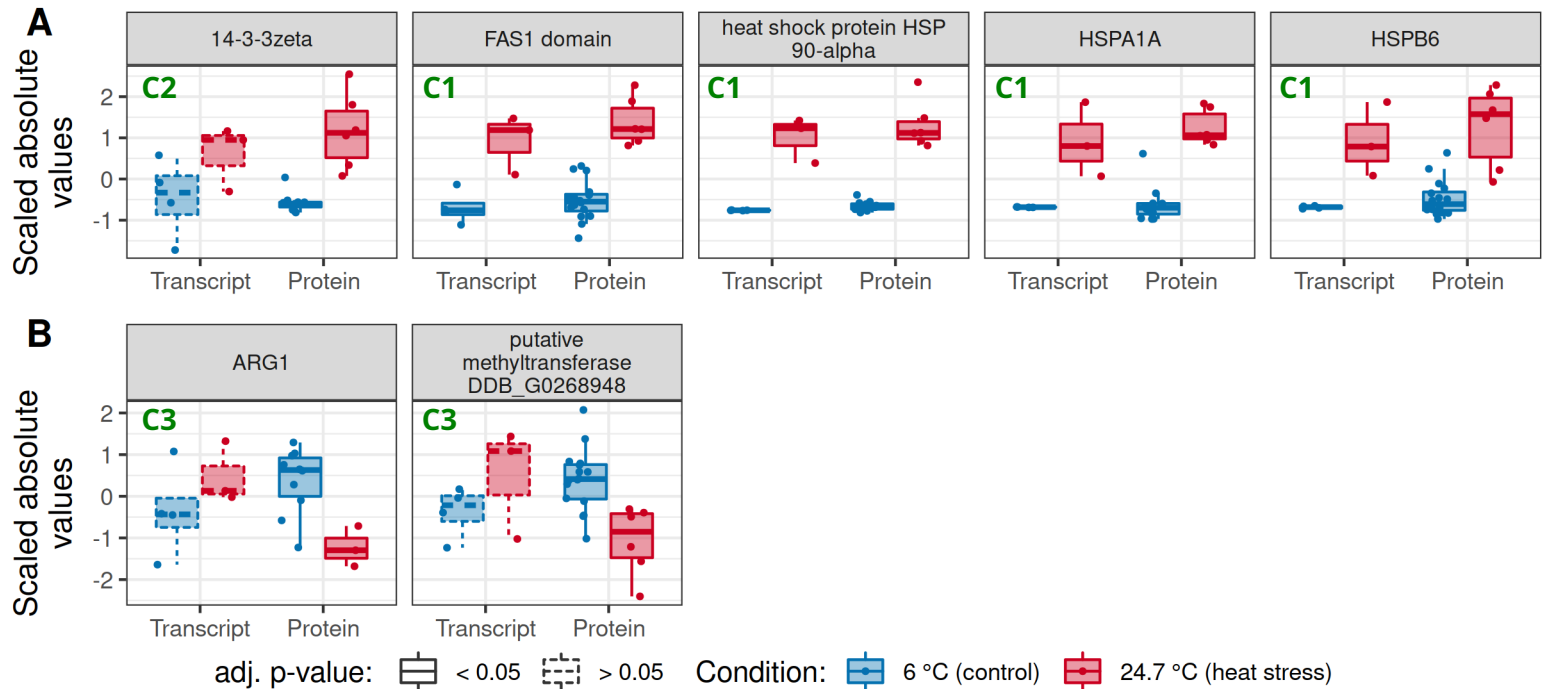 A
Scaled absolute
values
14-3-3zeta
FAS1 domain
heat shock protein HSP
90-alpha
HSPA1A
HSPB6
C2
C1
C1
C1
C1
2
1
0
-1
Transcript Protein
Transcript Protein
Transcript Protein
Transcript Protein
Transcript Protein
B
Scaled absolute
values
ARG1
putative
methyltransferase
DDB_G0268948
C3
C3
2
1
0
-1
-2
Transcript Protein
Transcript Protein
adj. p-value: < 0.05 > 0.05 Condition: 6 °C (control) 24.7 °C (heat stress)